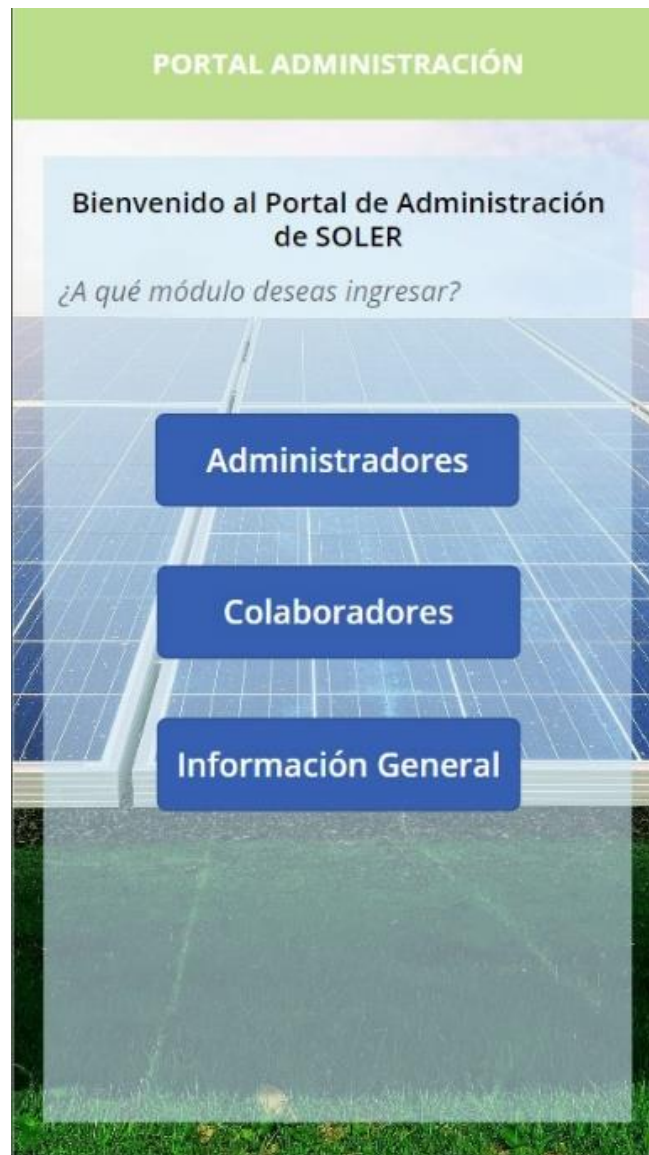 PORTAL ADMINISTRACIÓN
Bienvenido al Portal de Administración
de SOLER
¿A qué módulo deseas ingresar?
Administradores
Colaboradores
Información General